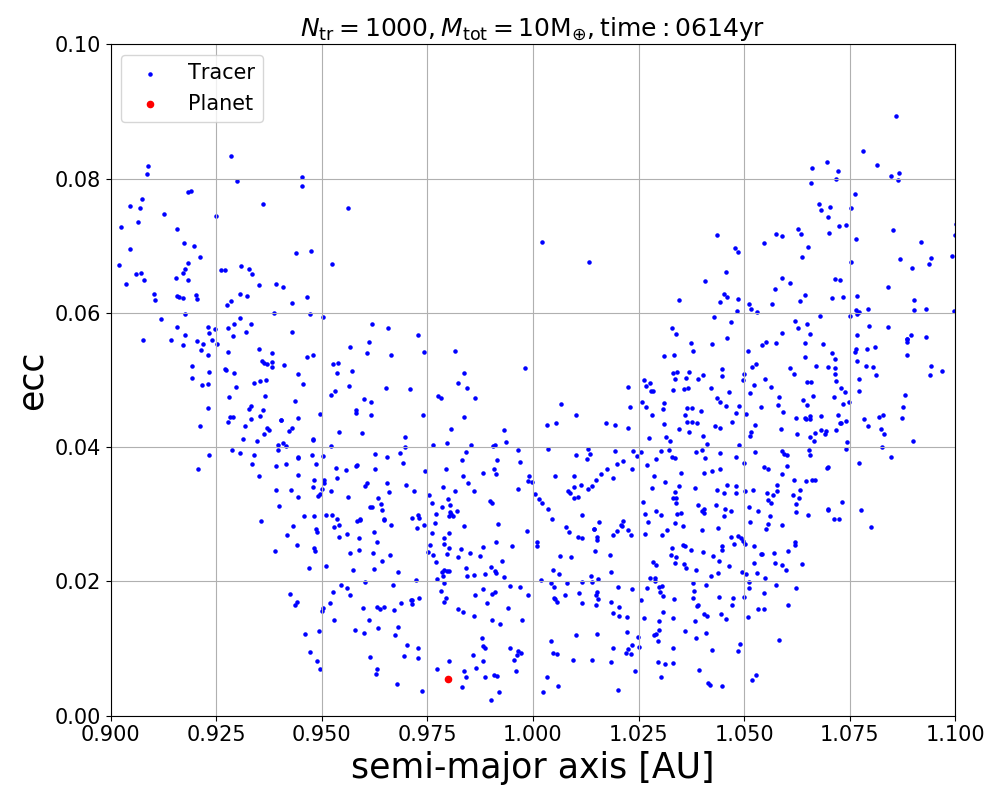 N_tr = 1000, M_tot = 10M_⊕, time : 0614yr
Tracer
Planet
0.10
0.08
0.06
0.04
0.02
0.00
ecc
0.900 0.925 0.950 0.975 1.000 1.025 1.050 1.075 1.100
semi-major axis [AU]